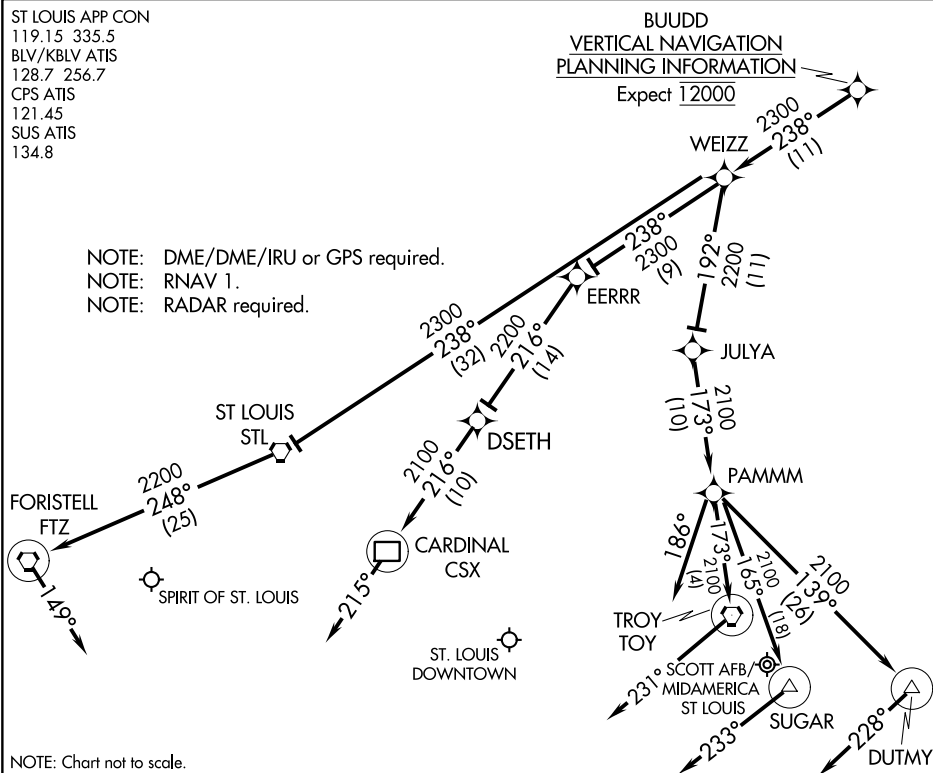 ST LOUIS APP CON
119.15 335.5
BLV/KBLV ATIS
128.7 256.7
CPS ATIS
121.45
SUS ATIS
134.8
BUUDD
VERTICAL NAVIGATION
PLANNING INFORMATION
Expect 12000
2300
238°
(11)
WEIZZ
NOTE: DME/DME/IRU or GPS required.
NOTE: RNAV 1.
NOTE: RADAR required.
238°
2300
(9)
192°
2200
(11)
EERRR
2300
238°
(32)
2200
216°
(14)
JULYA
2100
173°
(10)
ST LOUIS
STL
DSETH
2100
216°
(10)
PAMMM
2200
248°
(25)
FORISTELL
FTZ
149°
SPIRIT OF ST. LOUIS
CARDINAL
CSX
215°
186°
173°
2100
(4)
2100
165°
(18)
2100
139°
(26)
TROY
TOY
231°
ST. LOUIS
DOWNTOWN
SCOTT AFB/
MIDAMERICA
ST LOUIS
SUGAR
233°
228°
DUTMY
NOTE: Chart not to scale.